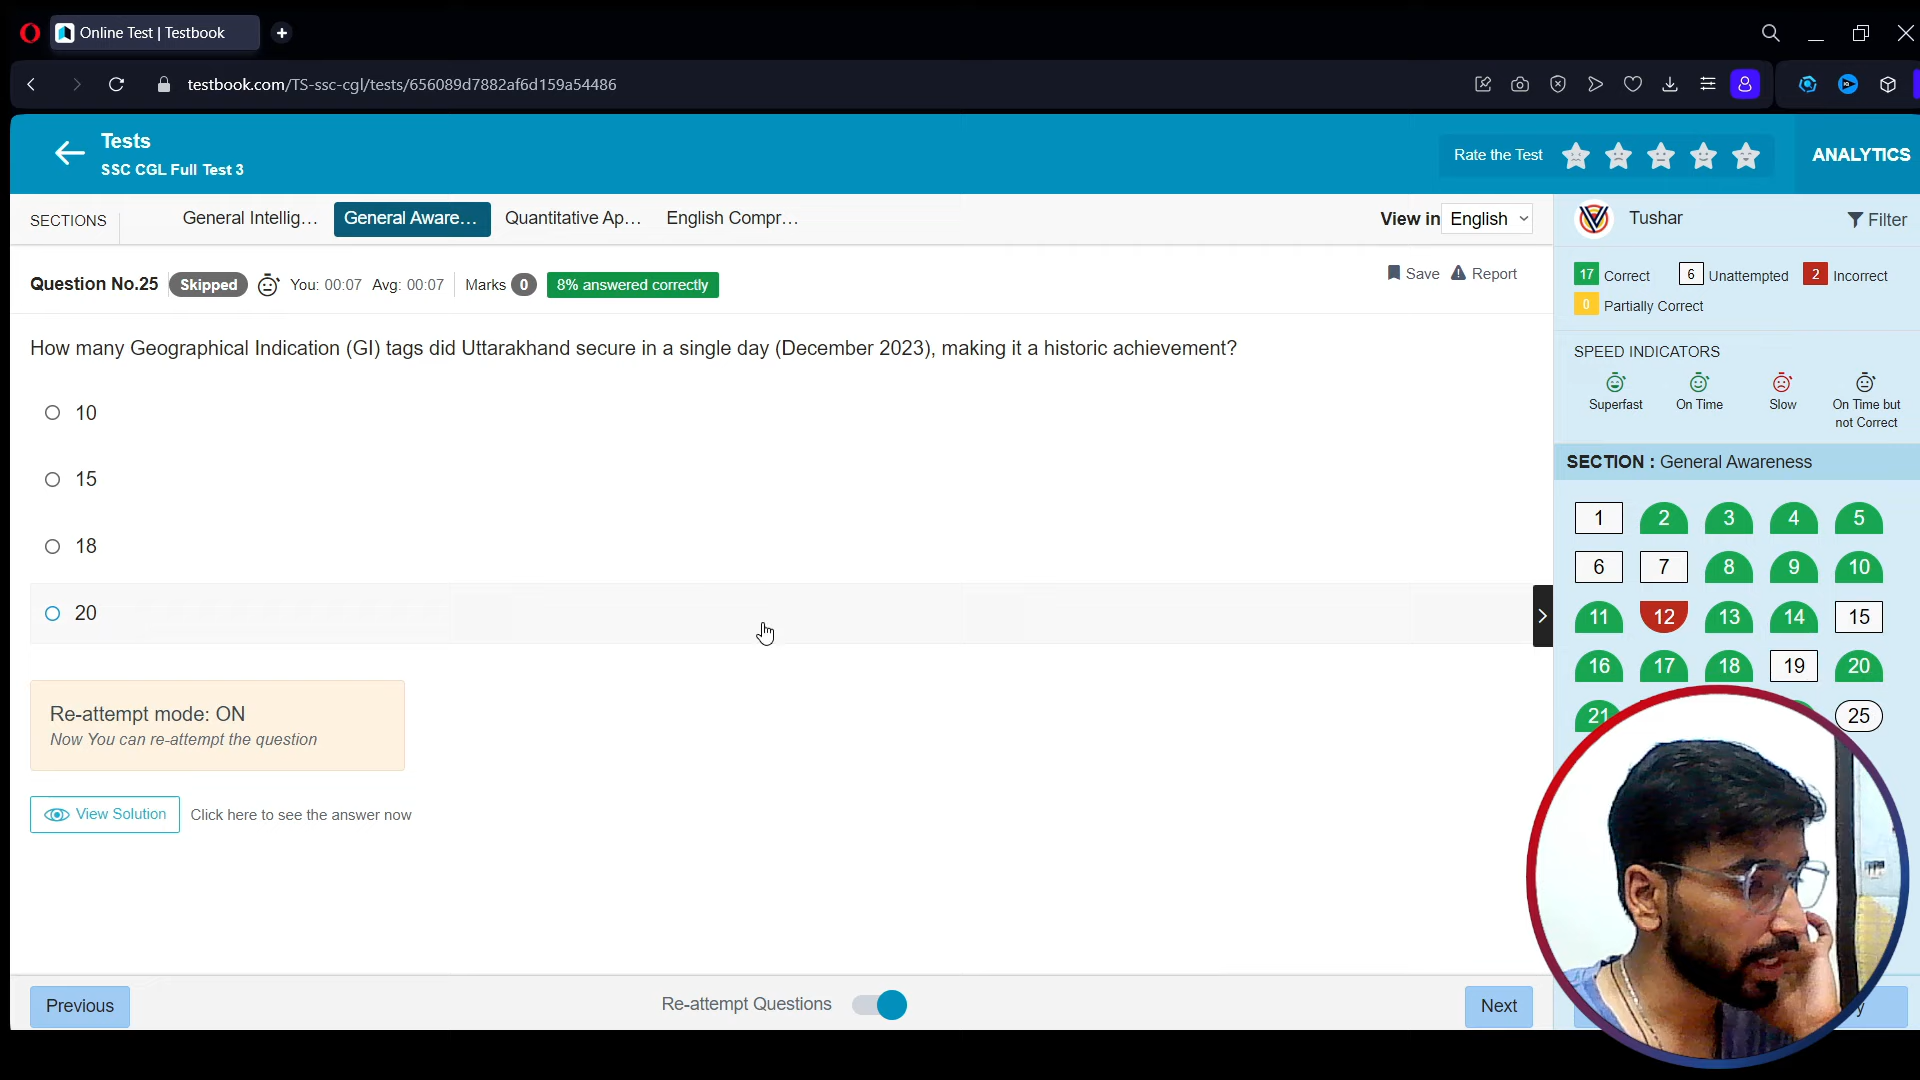 Online Test | Testbook
testbook.com/TS-ssc-cgl/tests/656089d7882af6d159a54486
Tests
SSC CGL Full Test 3
Rate the Test
ANALYTICS
SECTIONS
General Intellig...
General Aware...
Quantitative Ap...
English Compr...
View in English
Tushar
Filter
Question No.25 Skipped You: 00:07 Avg: 00:07 Marks 0 8% answered correctly
Save Report
17 Correct 6 Unattempted 2 Incorrect
0 Partially Correct
How many Geographical Indication (GI) tags did Uttarakhand secure in a single day (December 2023), making it a historic achievement?
10
15
18
20
SPEED INDICATORS
Superfast
On Time
Slow
On Time but
not Correct
SECTION : General Awareness
1 2 3 4 5
6 7 8 9 10
11 12 13 14 15
16 17 18 19 20
21 25
Re-attempt mode: ON
Now You can re-attempt the question
View Solution Click here to see the answer now
Previous
Re-attempt Questions
Next